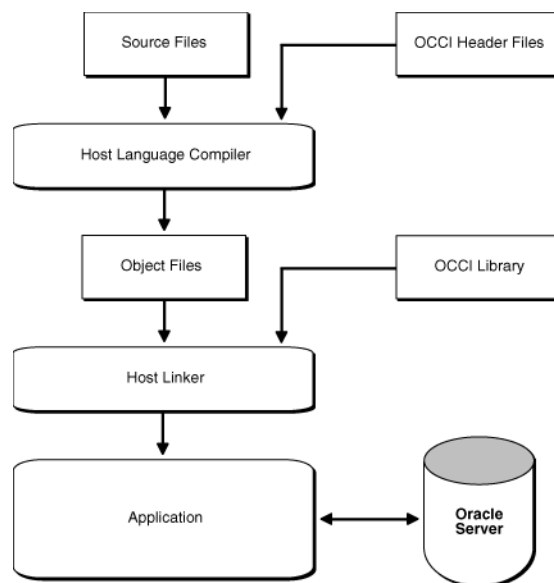 Source Files
OCCI Header Files
Host Language Compiler
Object Files
OCCI Library
Host Linker
Application
Oracle
Server